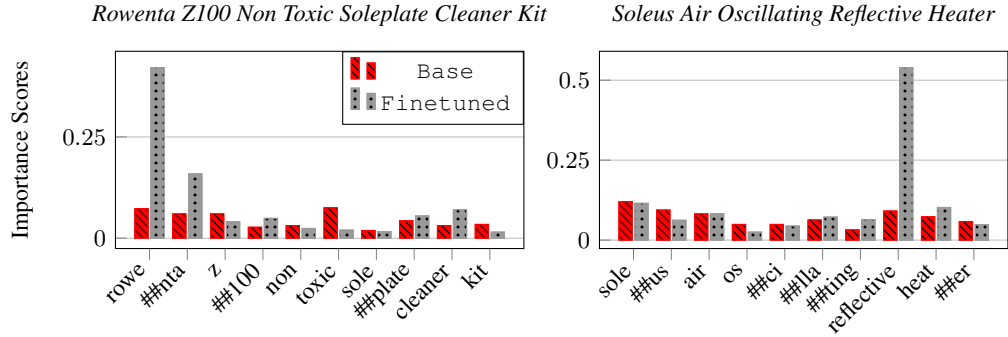 Rowenta Z100 Non Toxic Soleplate Cleaner Kit
Importance Scores
0.25
0
Base
Finetuned
rowe
##nta
z
##100
non
toxic
sole
##plate
cleaner
kit
Soleus Air Oscillating Reflective Heater
0.5
0.25
0
sole
##us
air
os
##ci
##lla
##ting
reflective
heat
##er